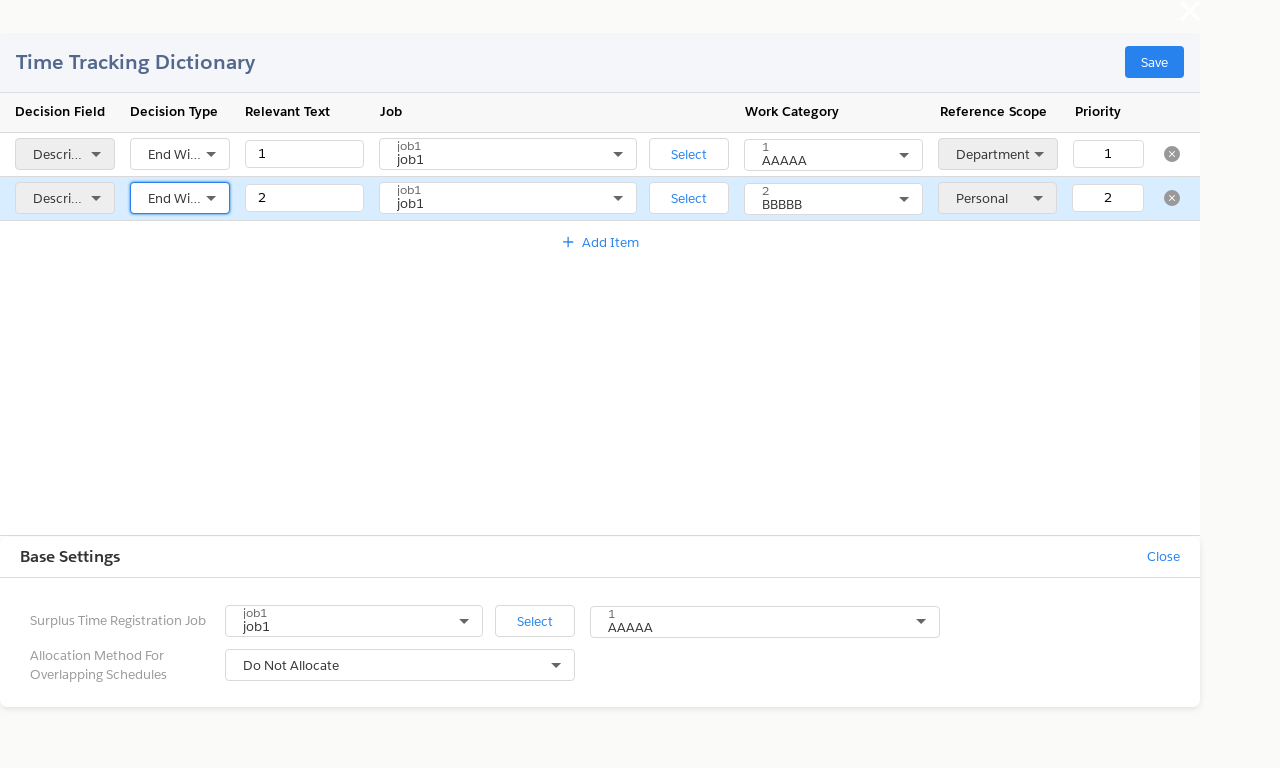 Time Tracking Dictionary
Save
Decision Field Decision Type Relevant Text Job Work Category Reference Scope Priority
Descri... End Wi... 1 job1 job1 Select 1 AAAAA Department 1
Descri... End Wi... 2 job1 job1 Select 2 BBBBB Personal 2
+ Add Item
Base Settings
Close
Surplus Time Registration Job job1 job1 Select 1 AAAAA
Allocation Method For
Overlapping Schedules
Do Not Allocate